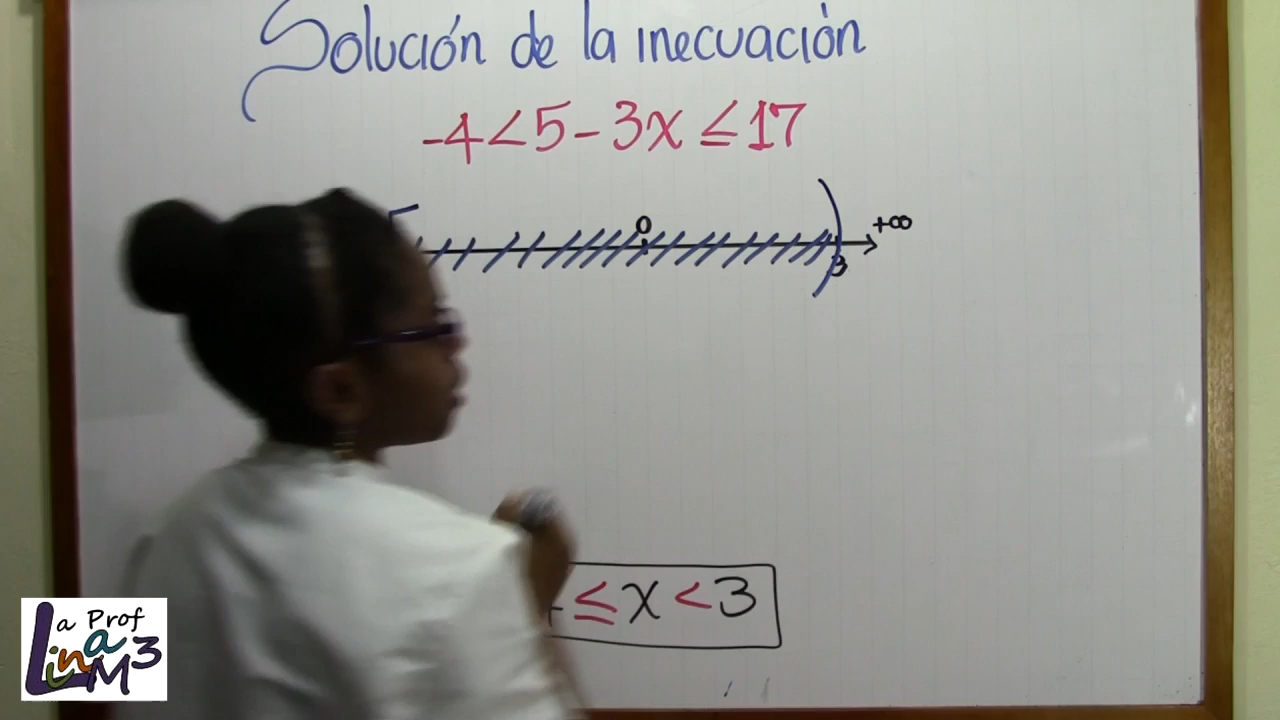 Solución de la inecuación
-4<5-3x≤17
0 +∞
3
≤x<3
La Prof
Lina
M3